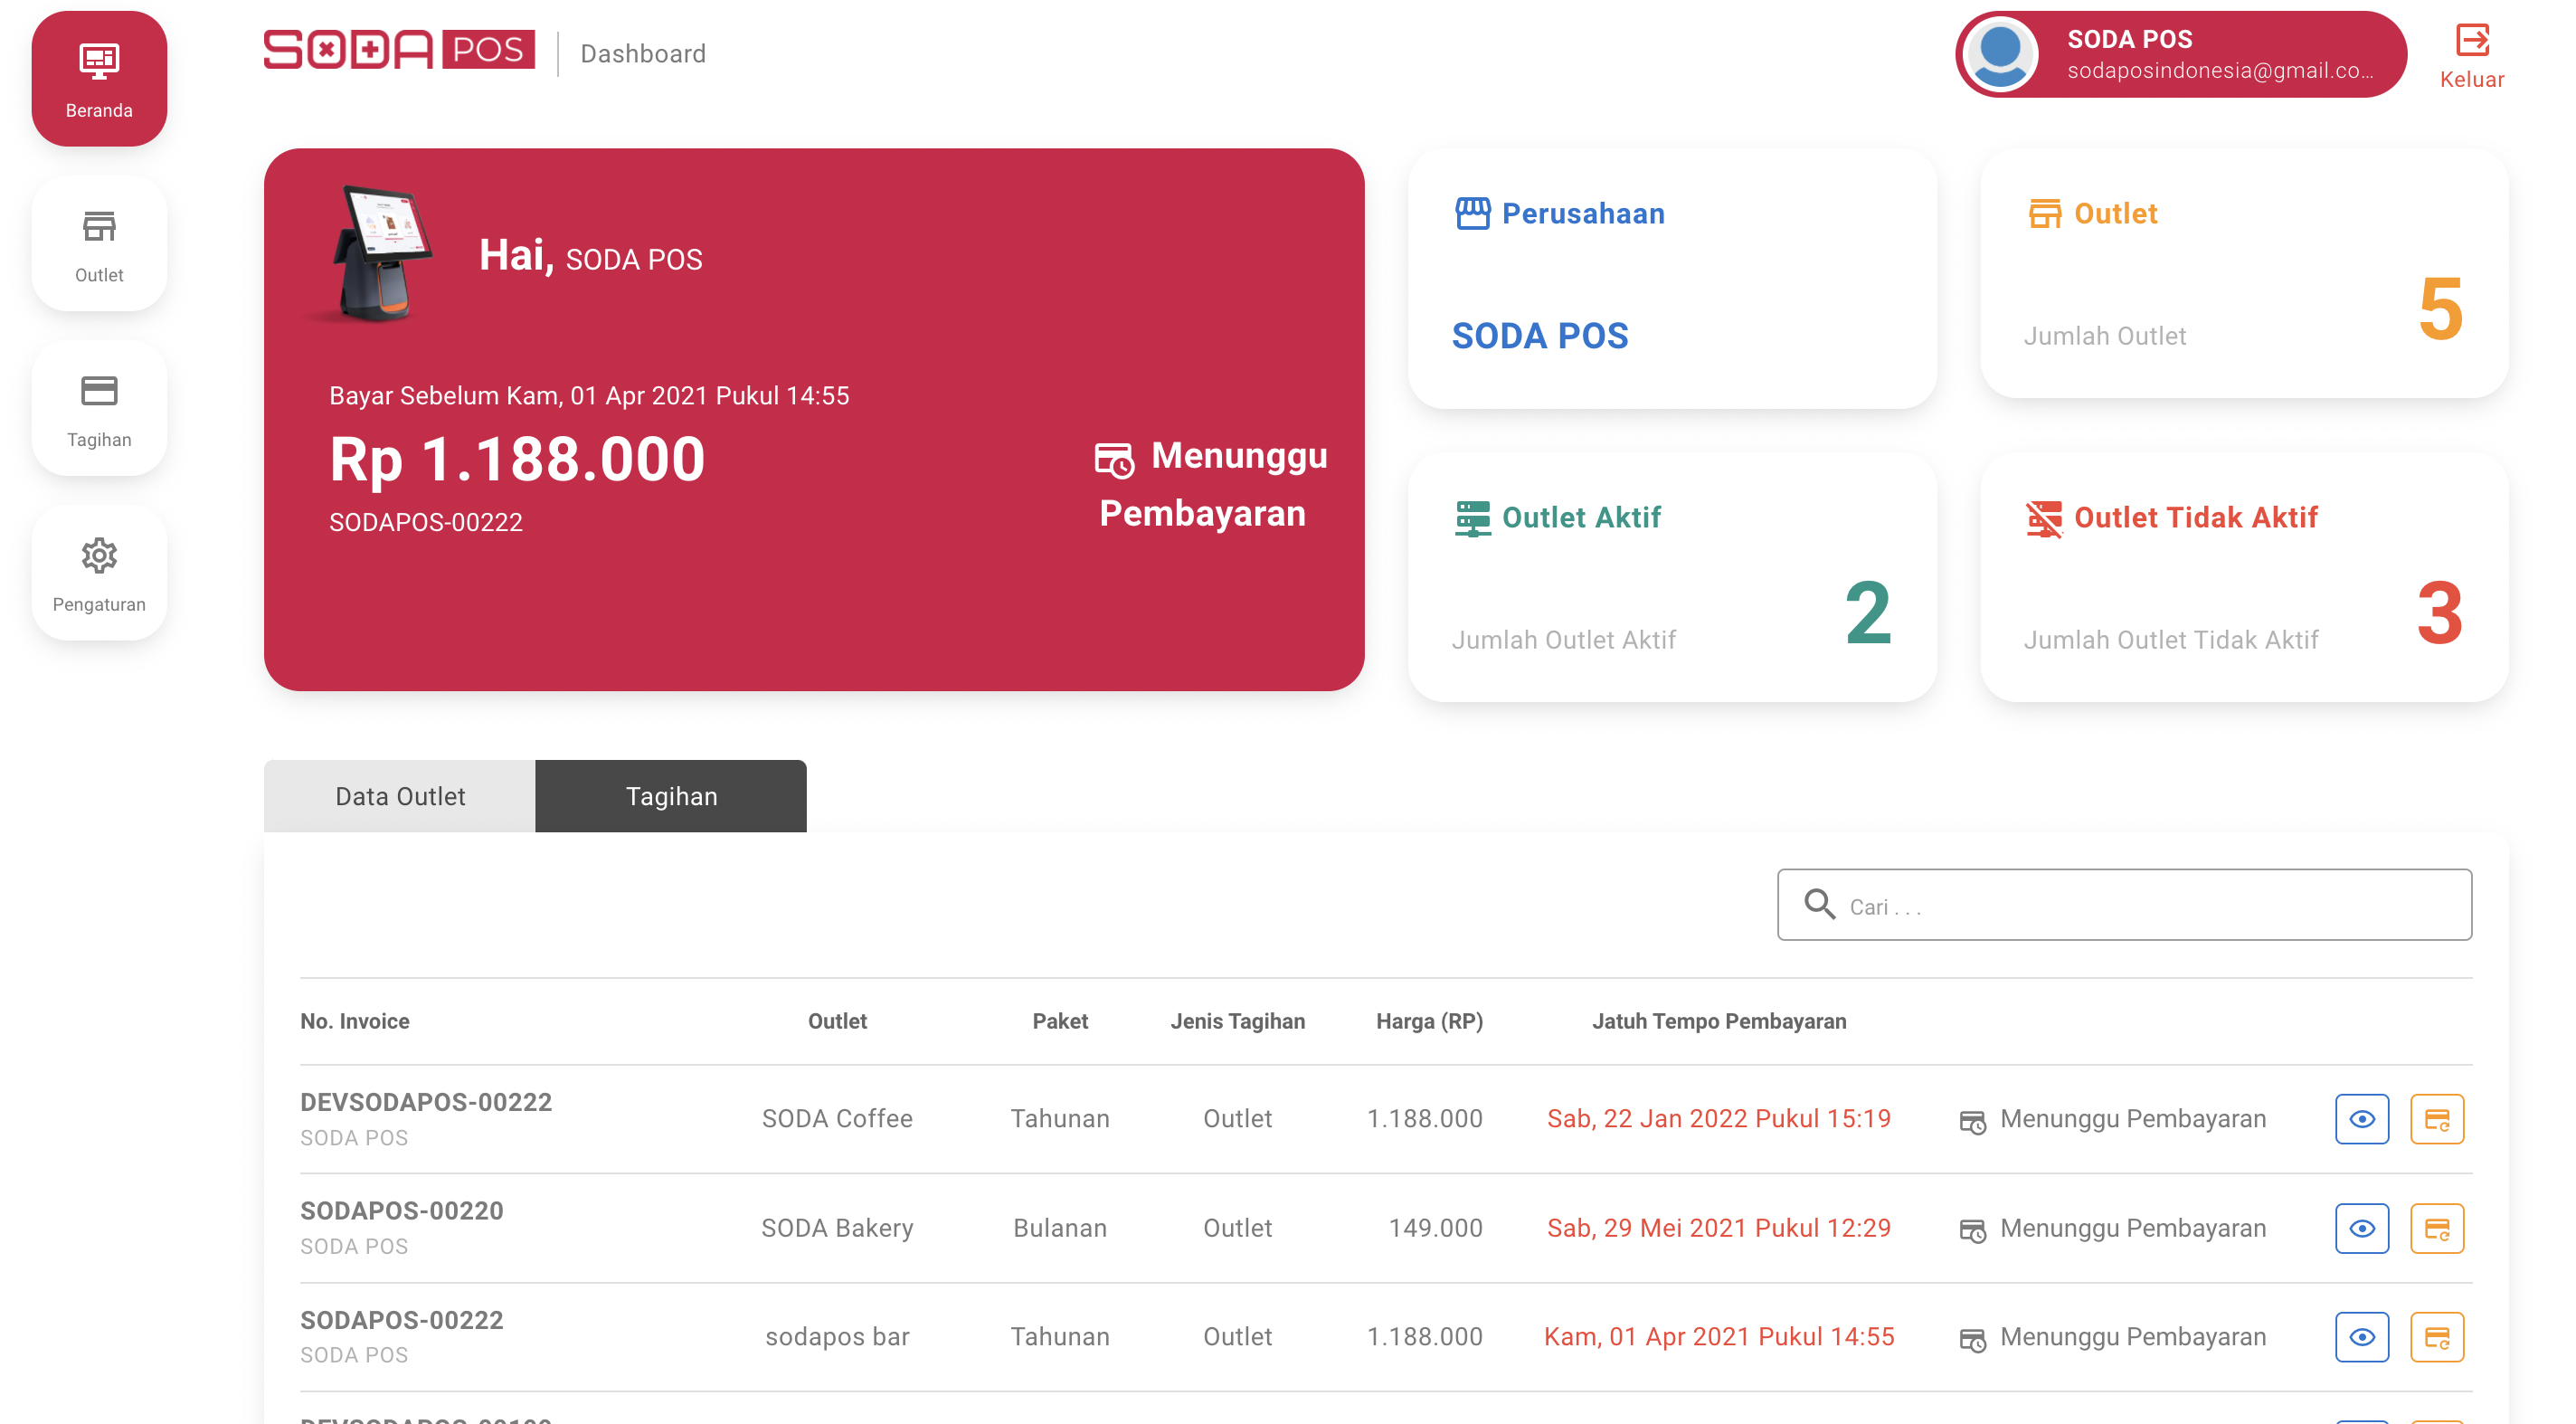 Beranda
Outlet
Tagihan
Pengaturan
SODA POS
Dashboard
SODA POS
sodaposindonesia@gmail.co...
Keluar
Hai, SODA POS
Bayar Sebelum Kam, 01 Apr 2021 Pukul 14:55
Rp 1.188.000
SODAPOS-00222
Menunggu
Pembayaran
Perusahaan
SODA POS
Outlet
5
Jumlah Outlet
Outlet Aktif
2
Jumlah Outlet Aktif
Outlet Tidak Aktif
3
Jumlah Outlet Tidak Aktif
Data Outlet
Tagihan
Cari . . .
No. Invoice Outlet Paket Jenis Tagihan Harga (RP) Jatuh Tempo Pembayaran
DEVSODAPOS-00222
SODA POS
SODA Coffee Tahunan Outlet 1.188.000 Sab, 22 Jan 2022 Pukul 15:19 Menunggu Pembayaran
SODAPOS-00220
SODA POS
SODA Bakery Bulanan Outlet 149.000 Sab, 29 Mei 2021 Pukul 12:29 Menunggu Pembayaran
SODAPOS-00222
SODA POS
sodapos bar Tahunan Outlet 1.188.000 Kam, 01 Apr 2021 Pukul 14:55 Menunggu Pembayaran